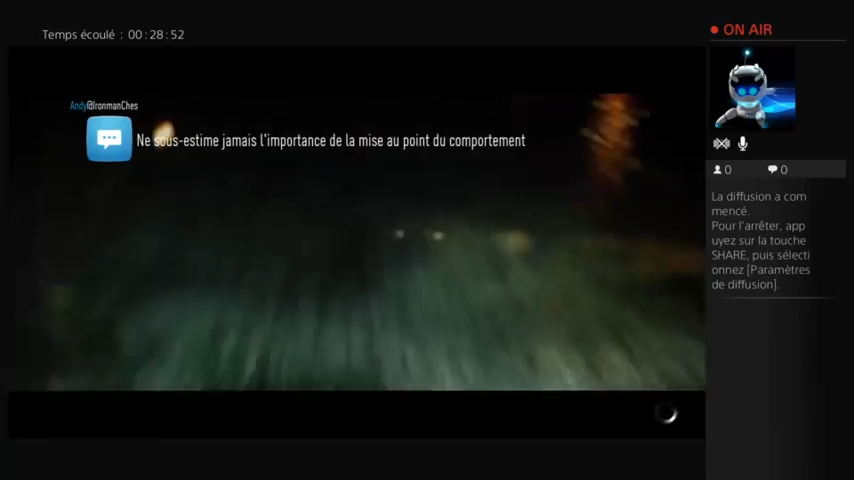 Temps écoulé : 00:28:52
ON AIR
Andy@IronmanChes
Ne sous-estime jamais l'importance de la mise au point du comportement
0 0
La diffusion a com
mencé.
Pour l'arrêter, app
uyez sur la touche
SHARE, puis sélecti
onnez [Paramètres
de diffusion].